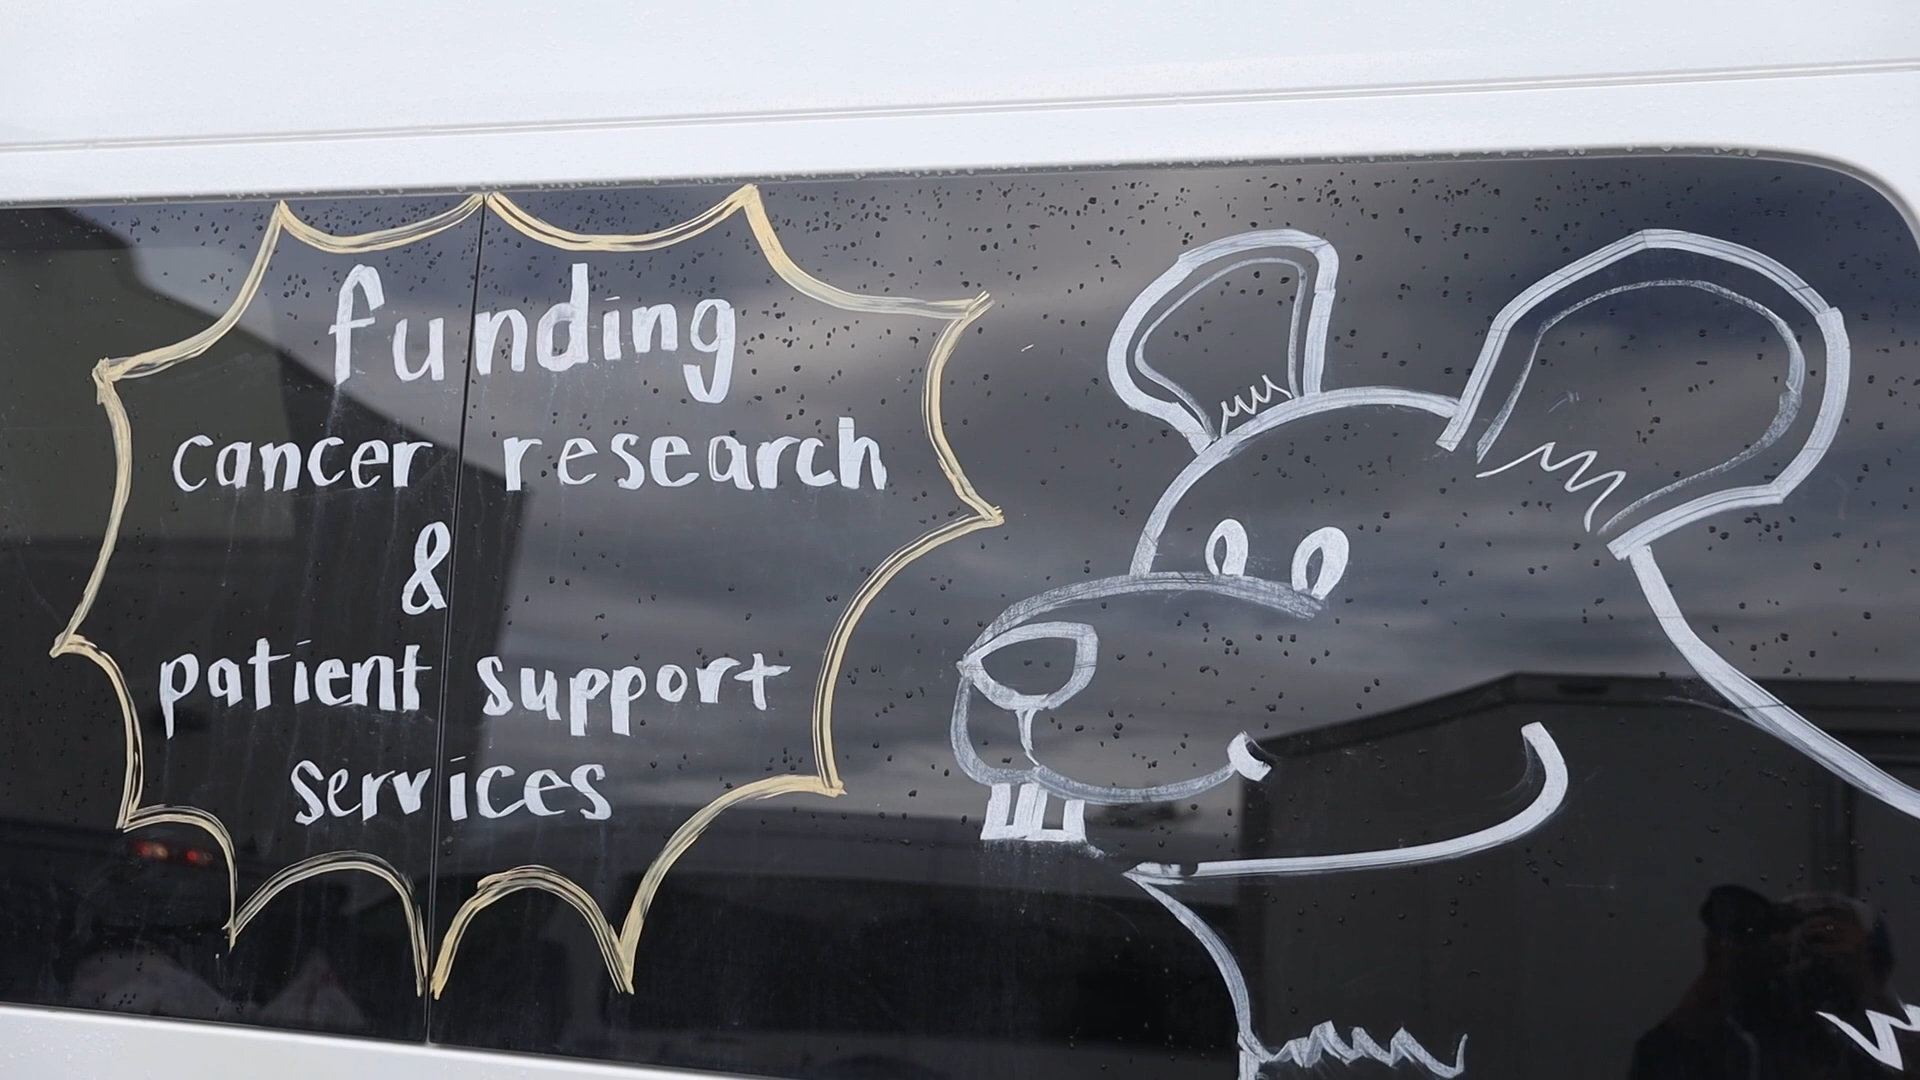 funding
cancer research
&
patient support
services